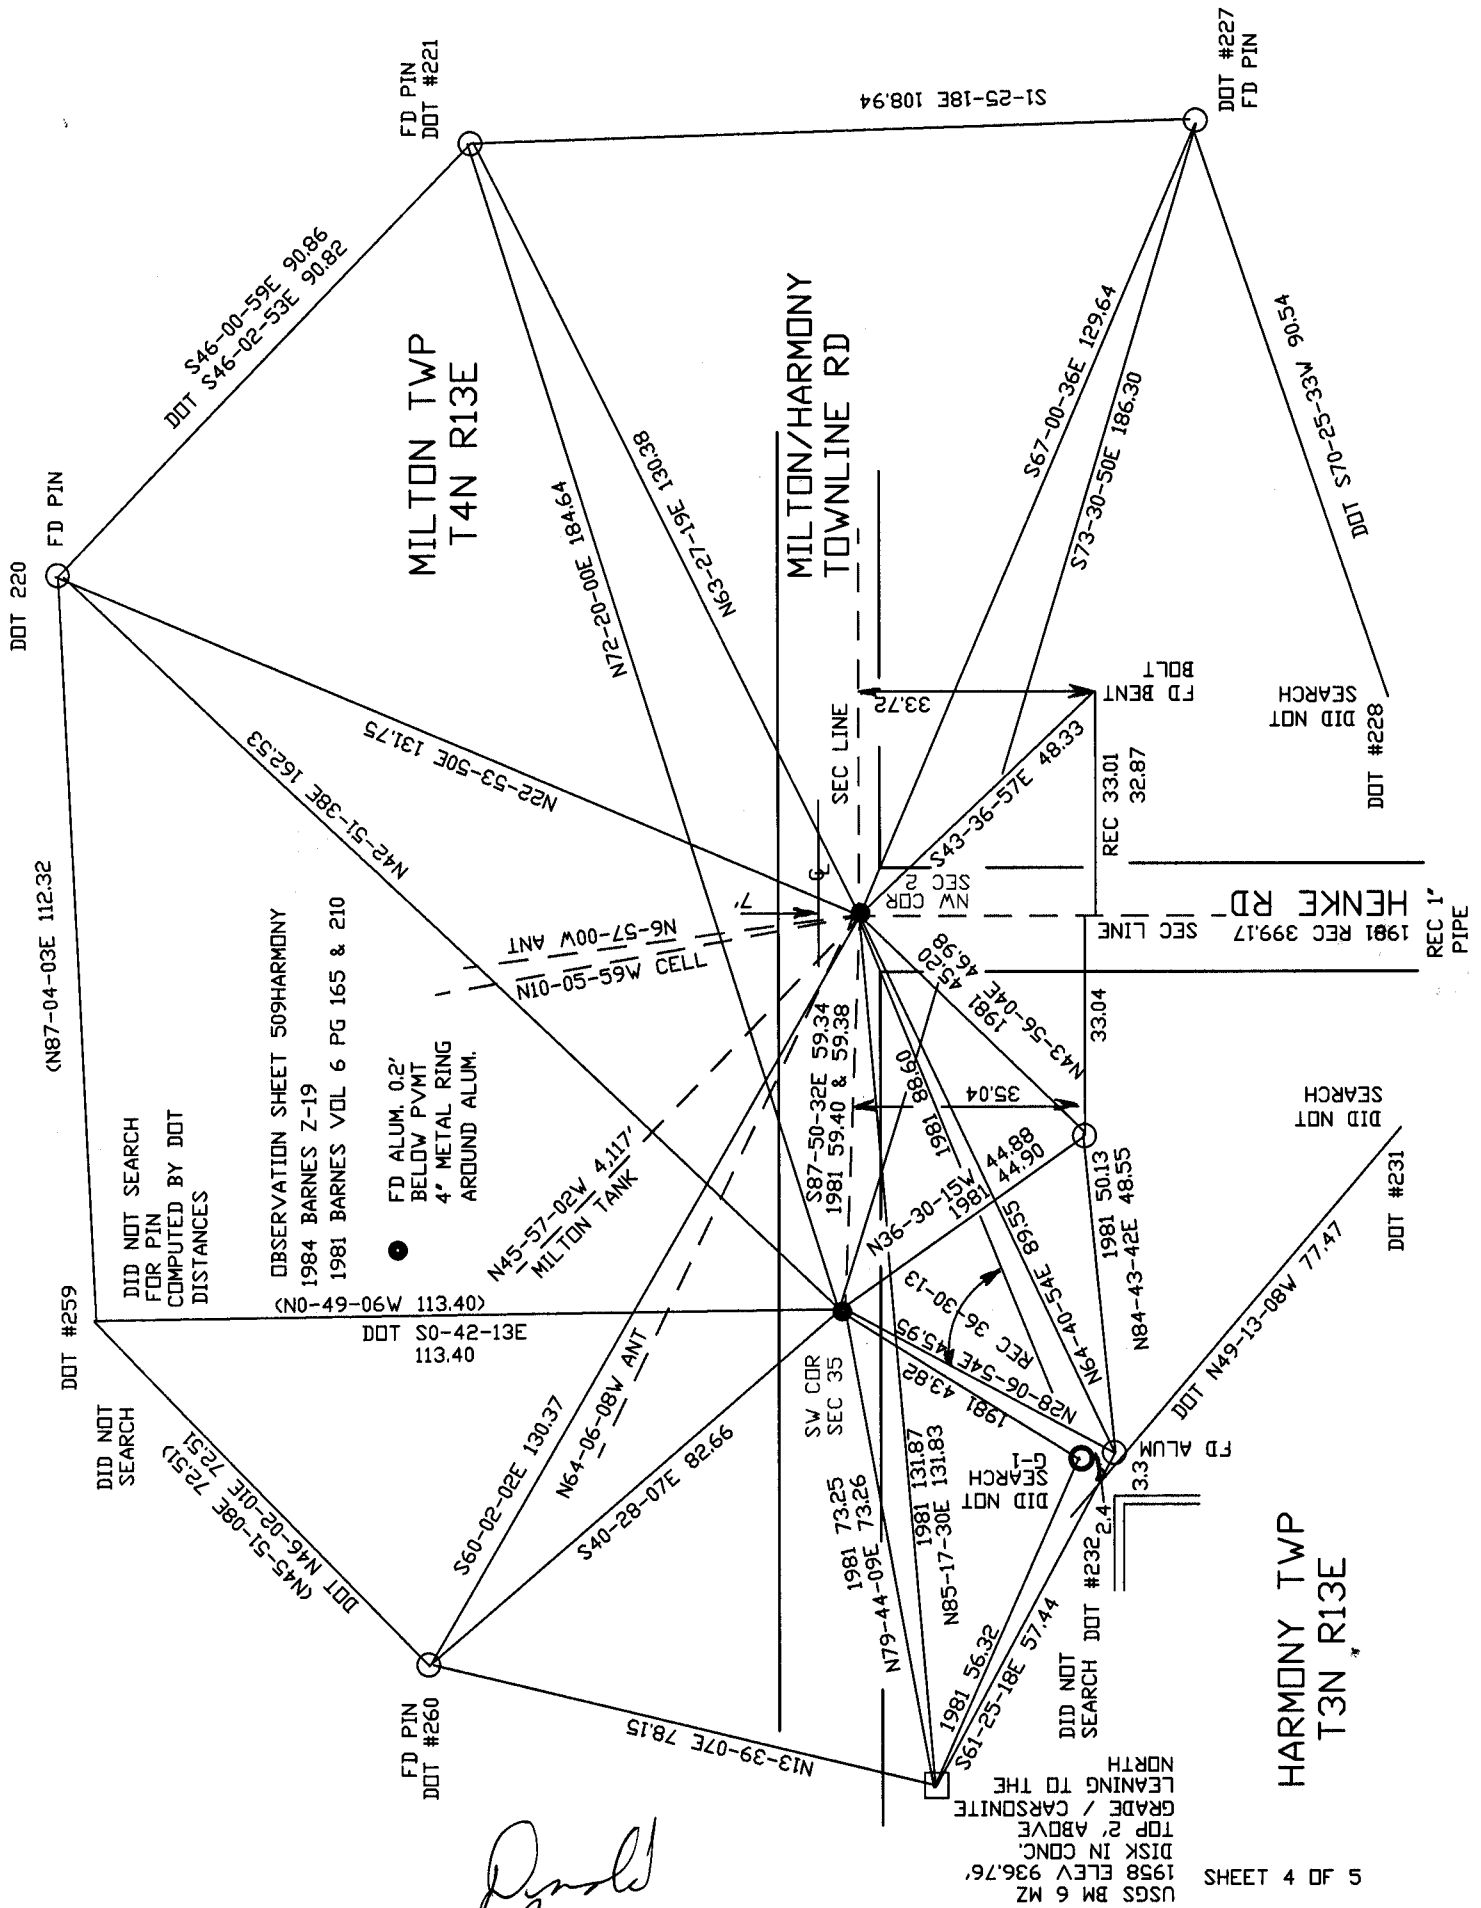 DOT 220
FD PIN
FD PIN
DOT #221
S46-00-59E 90.86
DOT S46-02-53E 90.82
(N87-04-03E 112.32
DOT #259
DID NOT SEARCH
FOR PIN
COMPUTED BY DOT
DISTANCES
DID NOT
SEARCH
(N45-51-08E 72.51)
DOT N46-02-01E 72.51
OBSERVATION SHEET 509HARMONY
1984 BARNES Z-19
1981 BARNES VOL 6 PG 165 & 210
FD ALUM. 0.2'
BELOW PVMT
4" METAL RING
AROUND ALUM.
(N0-49-06W 113.40)
DOT S0-42-13E
113.40
N42-51-38E 162.53
N22-53-50E 131.75
MILTON TWP
T4N R13E
S1-25-18E 108.94
N72-20-00E 184.64
N63-27-19E 130.38
MILTON/HARMONY
TOWNLINE RD
N6-57-00W ANT
N10-05-59W CELL
7'
N45-57-02W 4,117'
MILTON TANK
S60-02-02E 130.37
N64-06-08W ANT
S40-28-07E 82.66
FD PIN
DOT #260
N13-39-07E 78.15
SW COR
SEC 35
S87-50-32E 59.34
1981 59.40 & 59.38
SEC LINE
NW COR
SEC 2
33.72
S67-00-36E 129.64
S73-30-50E 186.30
DOT #227
FD PIN
S43-36-57E 48.33
FD BENT
BOLT
REC 33.01
32.87
DOT S70-25-33W 90.54
DID NOT
SEARCH
DOT #228
1981 45.20
N43-56-04E 46.98
SEC LINE
HENKE RD
1981 REC 399.17
REC 1"
PIPE
33.04
35.04
1981 88.60
N36-30-15W 44.88
1981 44.90
N64-40-54E 89.55
REC 36-30-13
N28-06-54E W45.95
1981 43.82
1981 50.13
N84-43-42E 48.55
DOT N49-13-08W 77.47
DID NOT
SEARCH
DOT #231
1981 73.25
N79-44-09E 73.26
1981 131.87
N85-17-30E 131.83
DID NOT
SEARCH
G-1
FD ALUM
3.3
2.4
1981 56.32
S61-25-18E 57.44
DID NOT
SEARCH DOT #232
USGS BM 6 MZ
1958 ELEV 936.76'
DISK IN CONC.
TOP 2' ABOVE
GRADE / CARSONITE
LEANING TO THE
NORTH
HARMONY TWP
T3N R13E
Donald
SHEET 4 OF 5